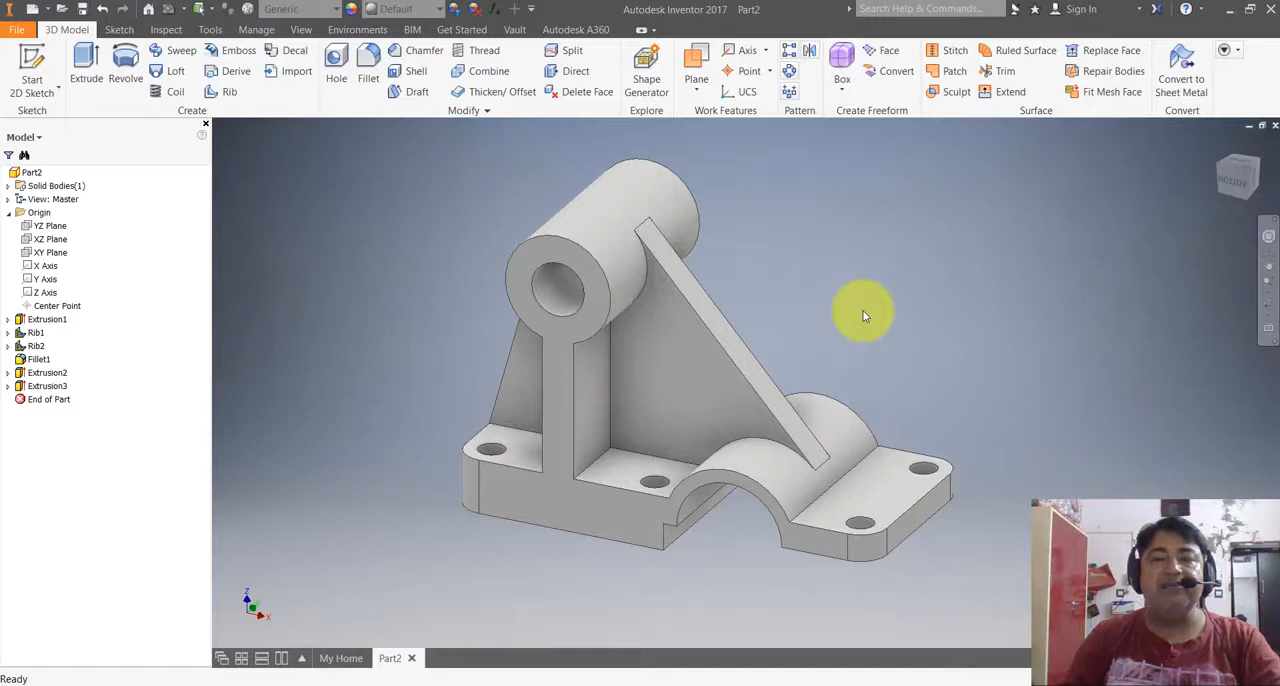 Generic
Default
Autodesk Inventor 2017 Part2
Search Help & Commands...
Sign In
File
3D Model
Sketch
Inspect
Tools
Manage
View
Environments
BIM
Get Started
Vault
Autodesk A360
Start
2D Sketch
Sketch
Extrude
Revolve
Sweep
Emboss
Decal
Loft
Derive
Import
Coil
Rib
Create
Hole
Fillet
Chamfer
Thread
Split
Shell
Combine
Direct
Draft
Thicken/ Offset
Delete Face
Modify
Shape
Generator
Explore
Plane
Axis
Point
UCS
Work Features
Pattern
Box
Face
Convert
Create Freeform
Stitch
Ruled Surface
Replace Face
Patch
Trim
Repair Bodies
Sculpt
Extend
Fit Mesh Face
Surface
Convert to
Sheet Metal
Convert
Model
Part2
Solid Bodies(1)
View: Master
Origin
YZ Plane
XZ Plane
XY Plane
X Axis
Y Axis
Z Axis
Center Point
Extrusion1
Rib1
Rib2
Fillet1
Extrusion2
Extrusion3
End of Part
BOTTOM
Z
X
My Home
Part2
Ready